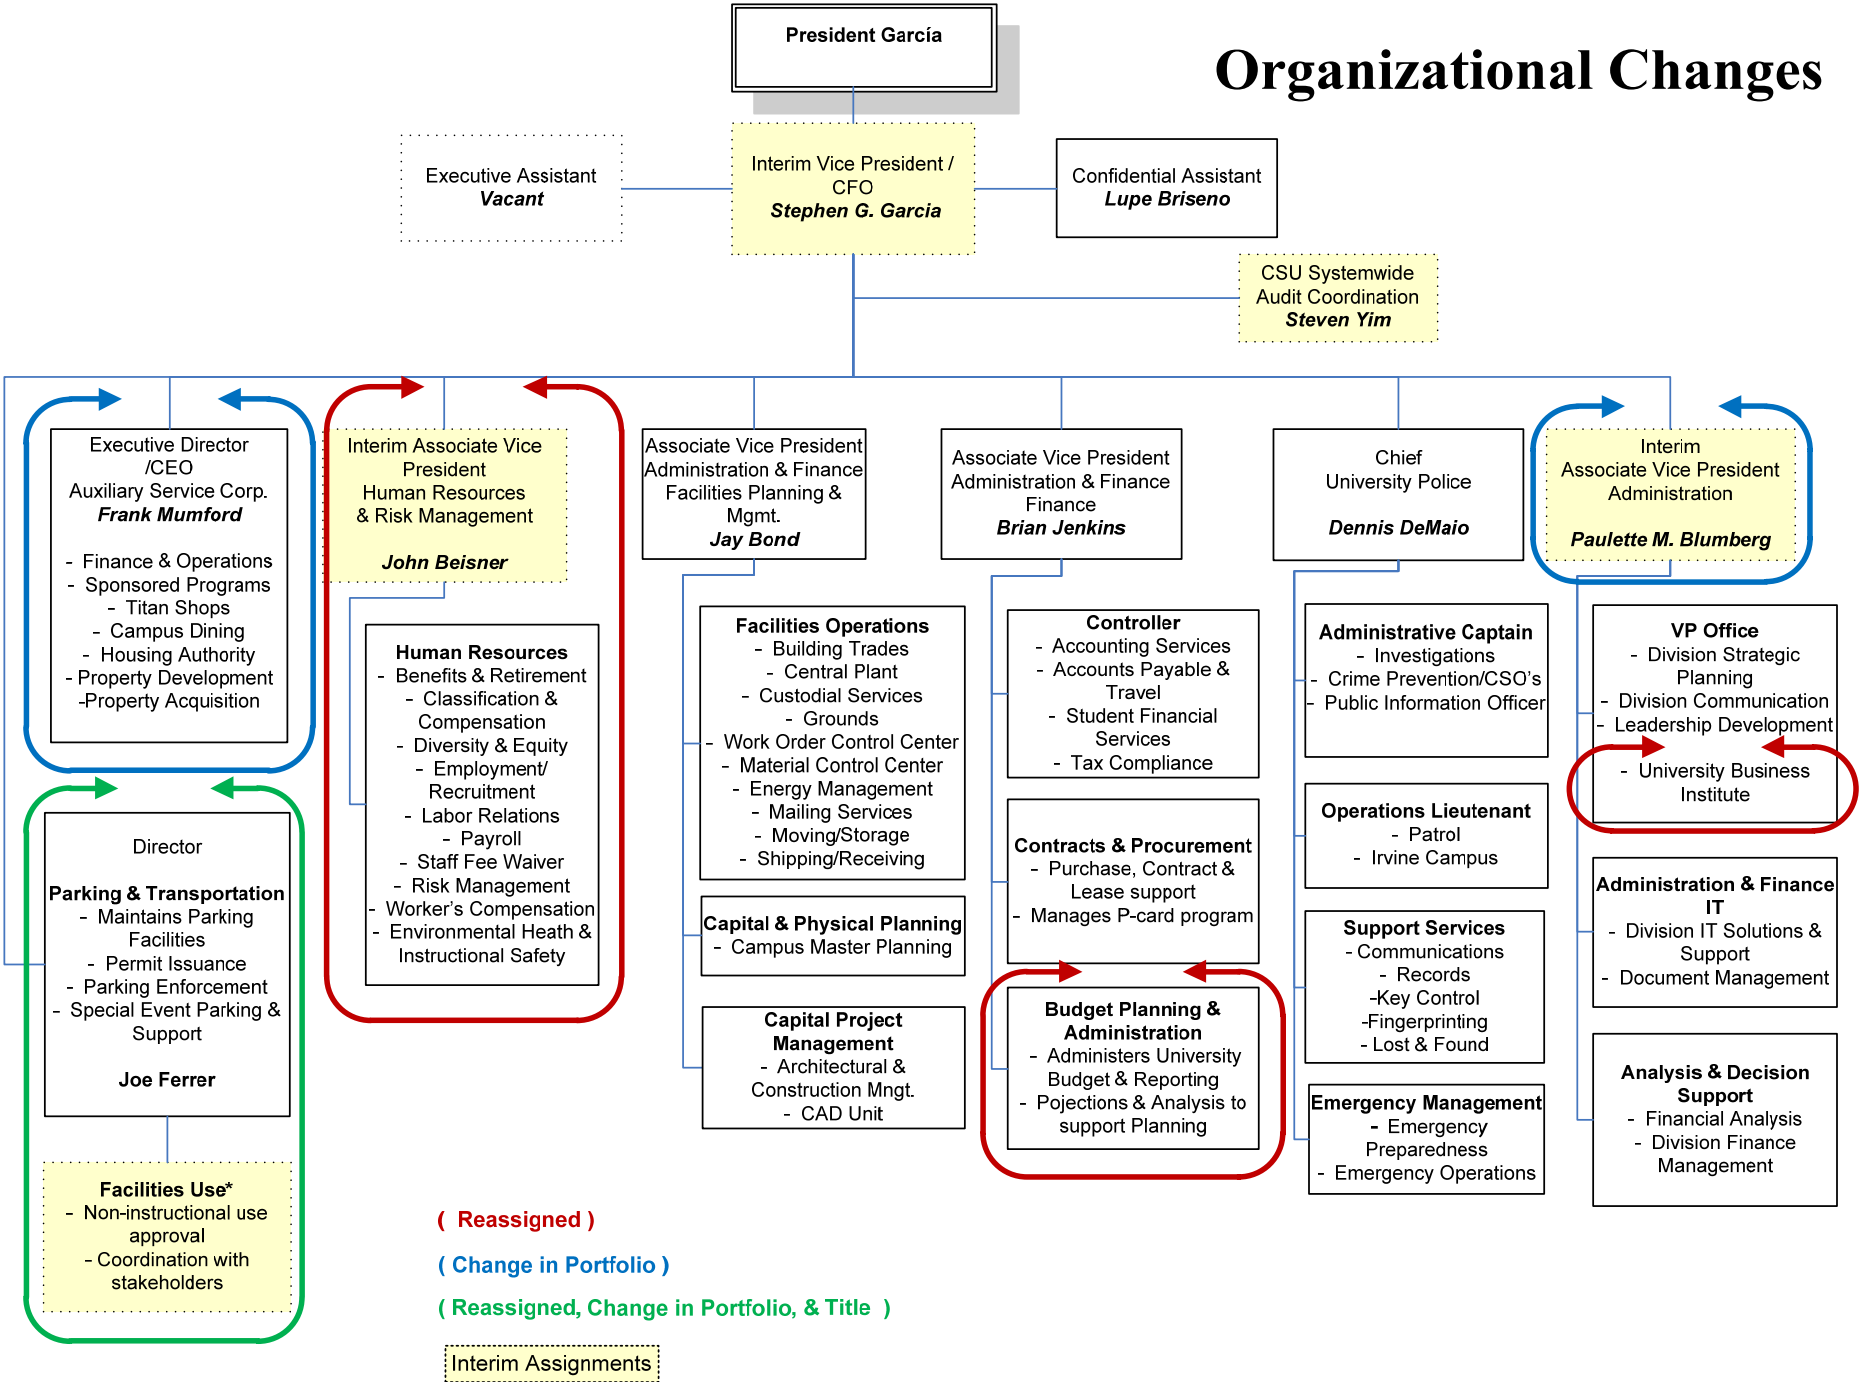 President García
Organizational Changes
Executive Assistant
Vacant
Interim Vice President /
CFO
Stephen G. Garcia
Confidential Assistant
Lupe Briseno
CSU Systemwide
Audit Coordination
Steven Yim
Executive Director
/CEO
Auxiliary Service Corp.
Frank Mumford
- Finance & Operations
- Sponsored Programs
- Titan Shops
- Campus Dining
- Housing Authority
- Property Development
-Property Acquisition
Director
Parking & Transportation
- Maintains Parking
Facilities
- Permit Issuance
- Parking Enforcement
- Special Event Parking &
Support
Joe Ferrer
Facilities Use*
- Non-instructional use
approval
- Coordination with
stakeholders
Interim Associate Vice
President
Human Resources
& Risk Management
John Beisner
Human Resources
- Benefits & Retirement
- Classification &
Compensation
- Diversity & Equity
- Employment/
Recruitment
- Labor Relations
- Payroll
- Staff Fee Waiver
- Risk Management
- Worker's Compensation
- Environmental Heath &
Instructional Safety
Associate Vice President
Administration & Finance
Facilities Planning &
Mgmt.
Jay Bond
Facilities Operations
- Building Trades
- Central Plant
- Custodial Services
- Grounds
- Work Order Control Center
- Material Control Center
- Energy Management
- Mailing Services
- Moving/Storage
- Shipping/Receiving
Capital & Physical Planning
- Campus Master Planning
Capital Project
Management
- Architectural &
Construction Mngt.
- CAD Unit
Associate Vice President
Administration & Finance
Finance
Brian Jenkins
Controller
- Accounting Services
- Accounts Payable &
Travel
- Student Financial
Services
- Tax Compliance
Contracts & Procurement
- Purchase, Contract &
Lease support
- Manages P-card program
Budget Planning &
Administration
- Administers University
Budget & Reporting
- Pojections & Analysis to
support Planning
Chief
University Police
Dennis DeMaio
Administrative Captain
- Investigations
- Crime Prevention/CSO's
- Public Information Officer
Operations Lieutenant
- Patrol
- Irvine Campus
Support Services
- Communications
- Records
-Key Control
-Fingerprinting
- Lost & Found
Emergency Management
- Emergency
Preparedness
- Emergency Operations
Interim
Associate Vice President
Administration
Paulette M. Blumberg
VP Office
- Division Strategic
Planning
- Division Communication
- Leadership Development
- University Business
Institute
Administration & Finance
IT
- Division IT Solutions &
Support
- Document Management
Analysis & Decision
Support
- Financial Analysis
- Division Finance
Management
( Reassigned )
( Change in Portfolio )
( Reassigned, Change in Portfolio, & Title )
Interim Assignments